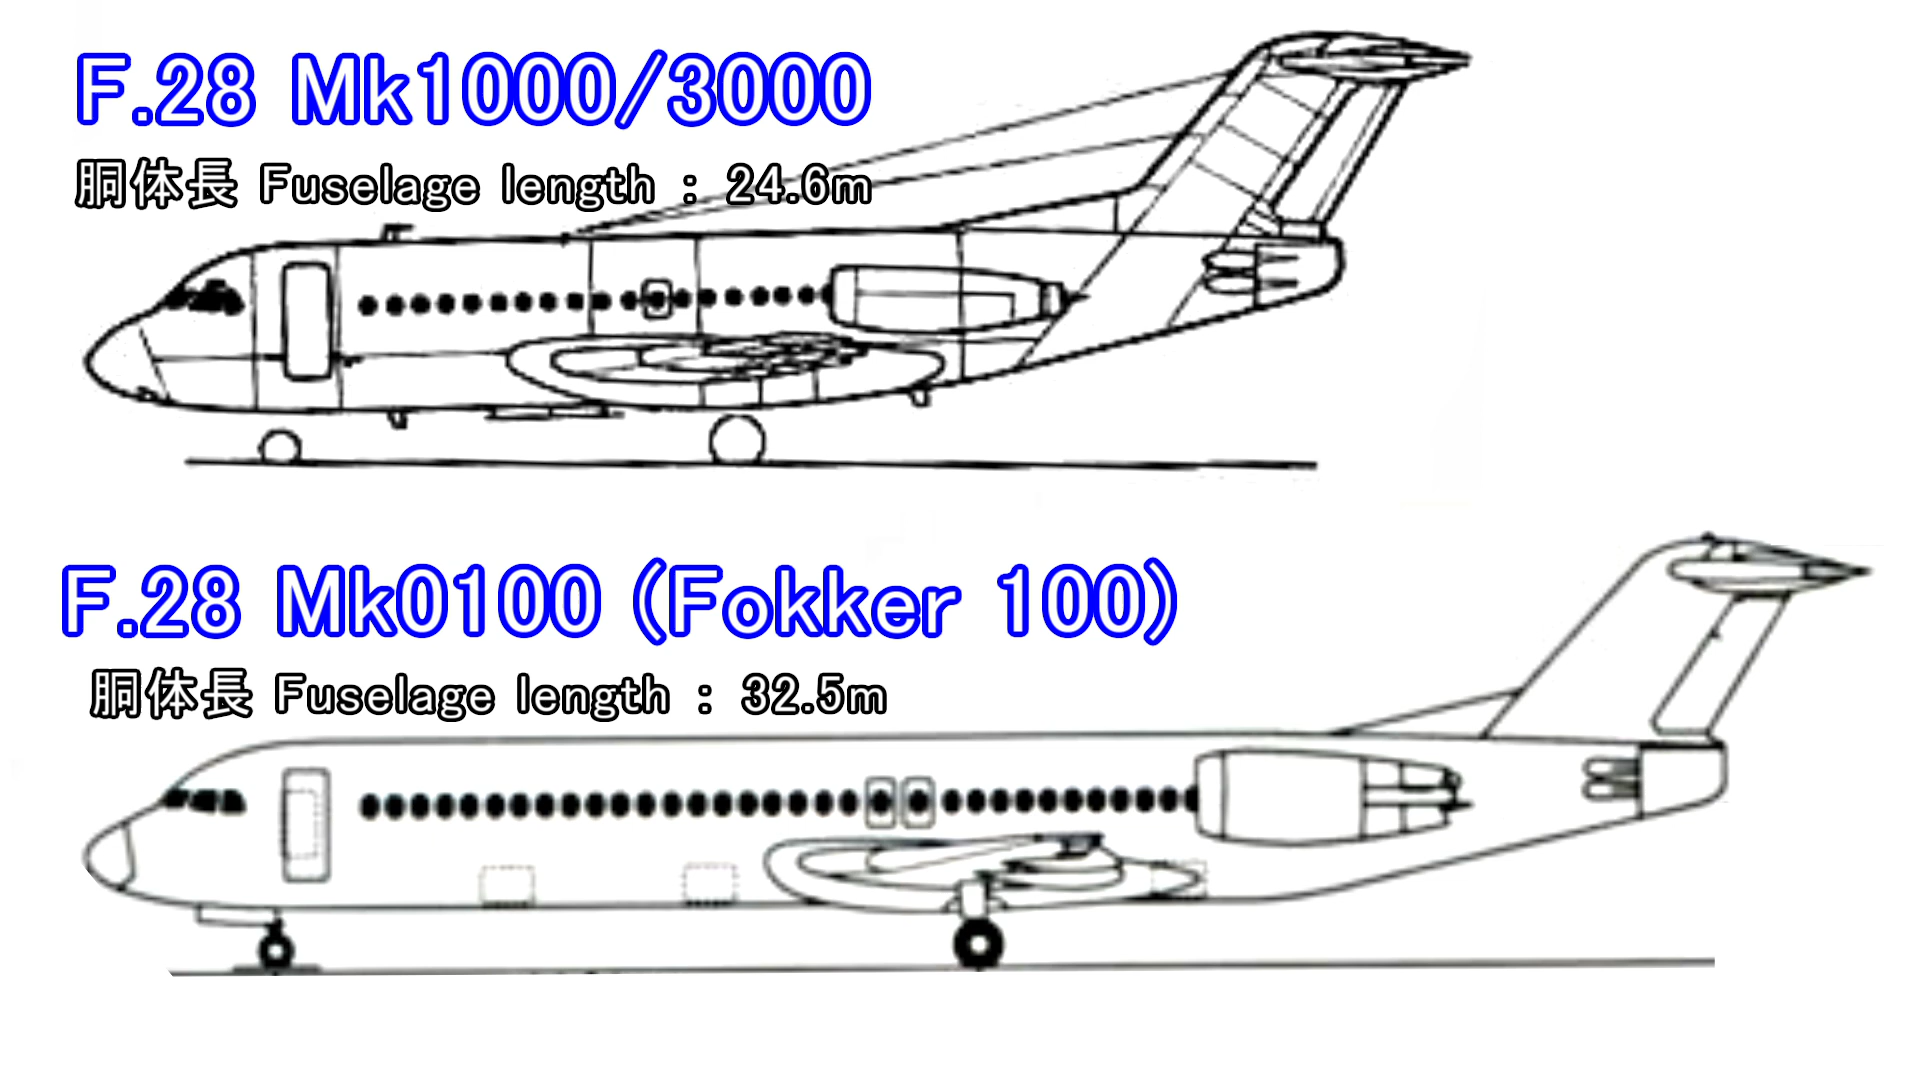 F.28 Mk1000/3000
胴体長 Fuselage length : 24.6m
F.28 Mk0100 (Fokker 100)
胴体長 Fuselage length : 32.5m